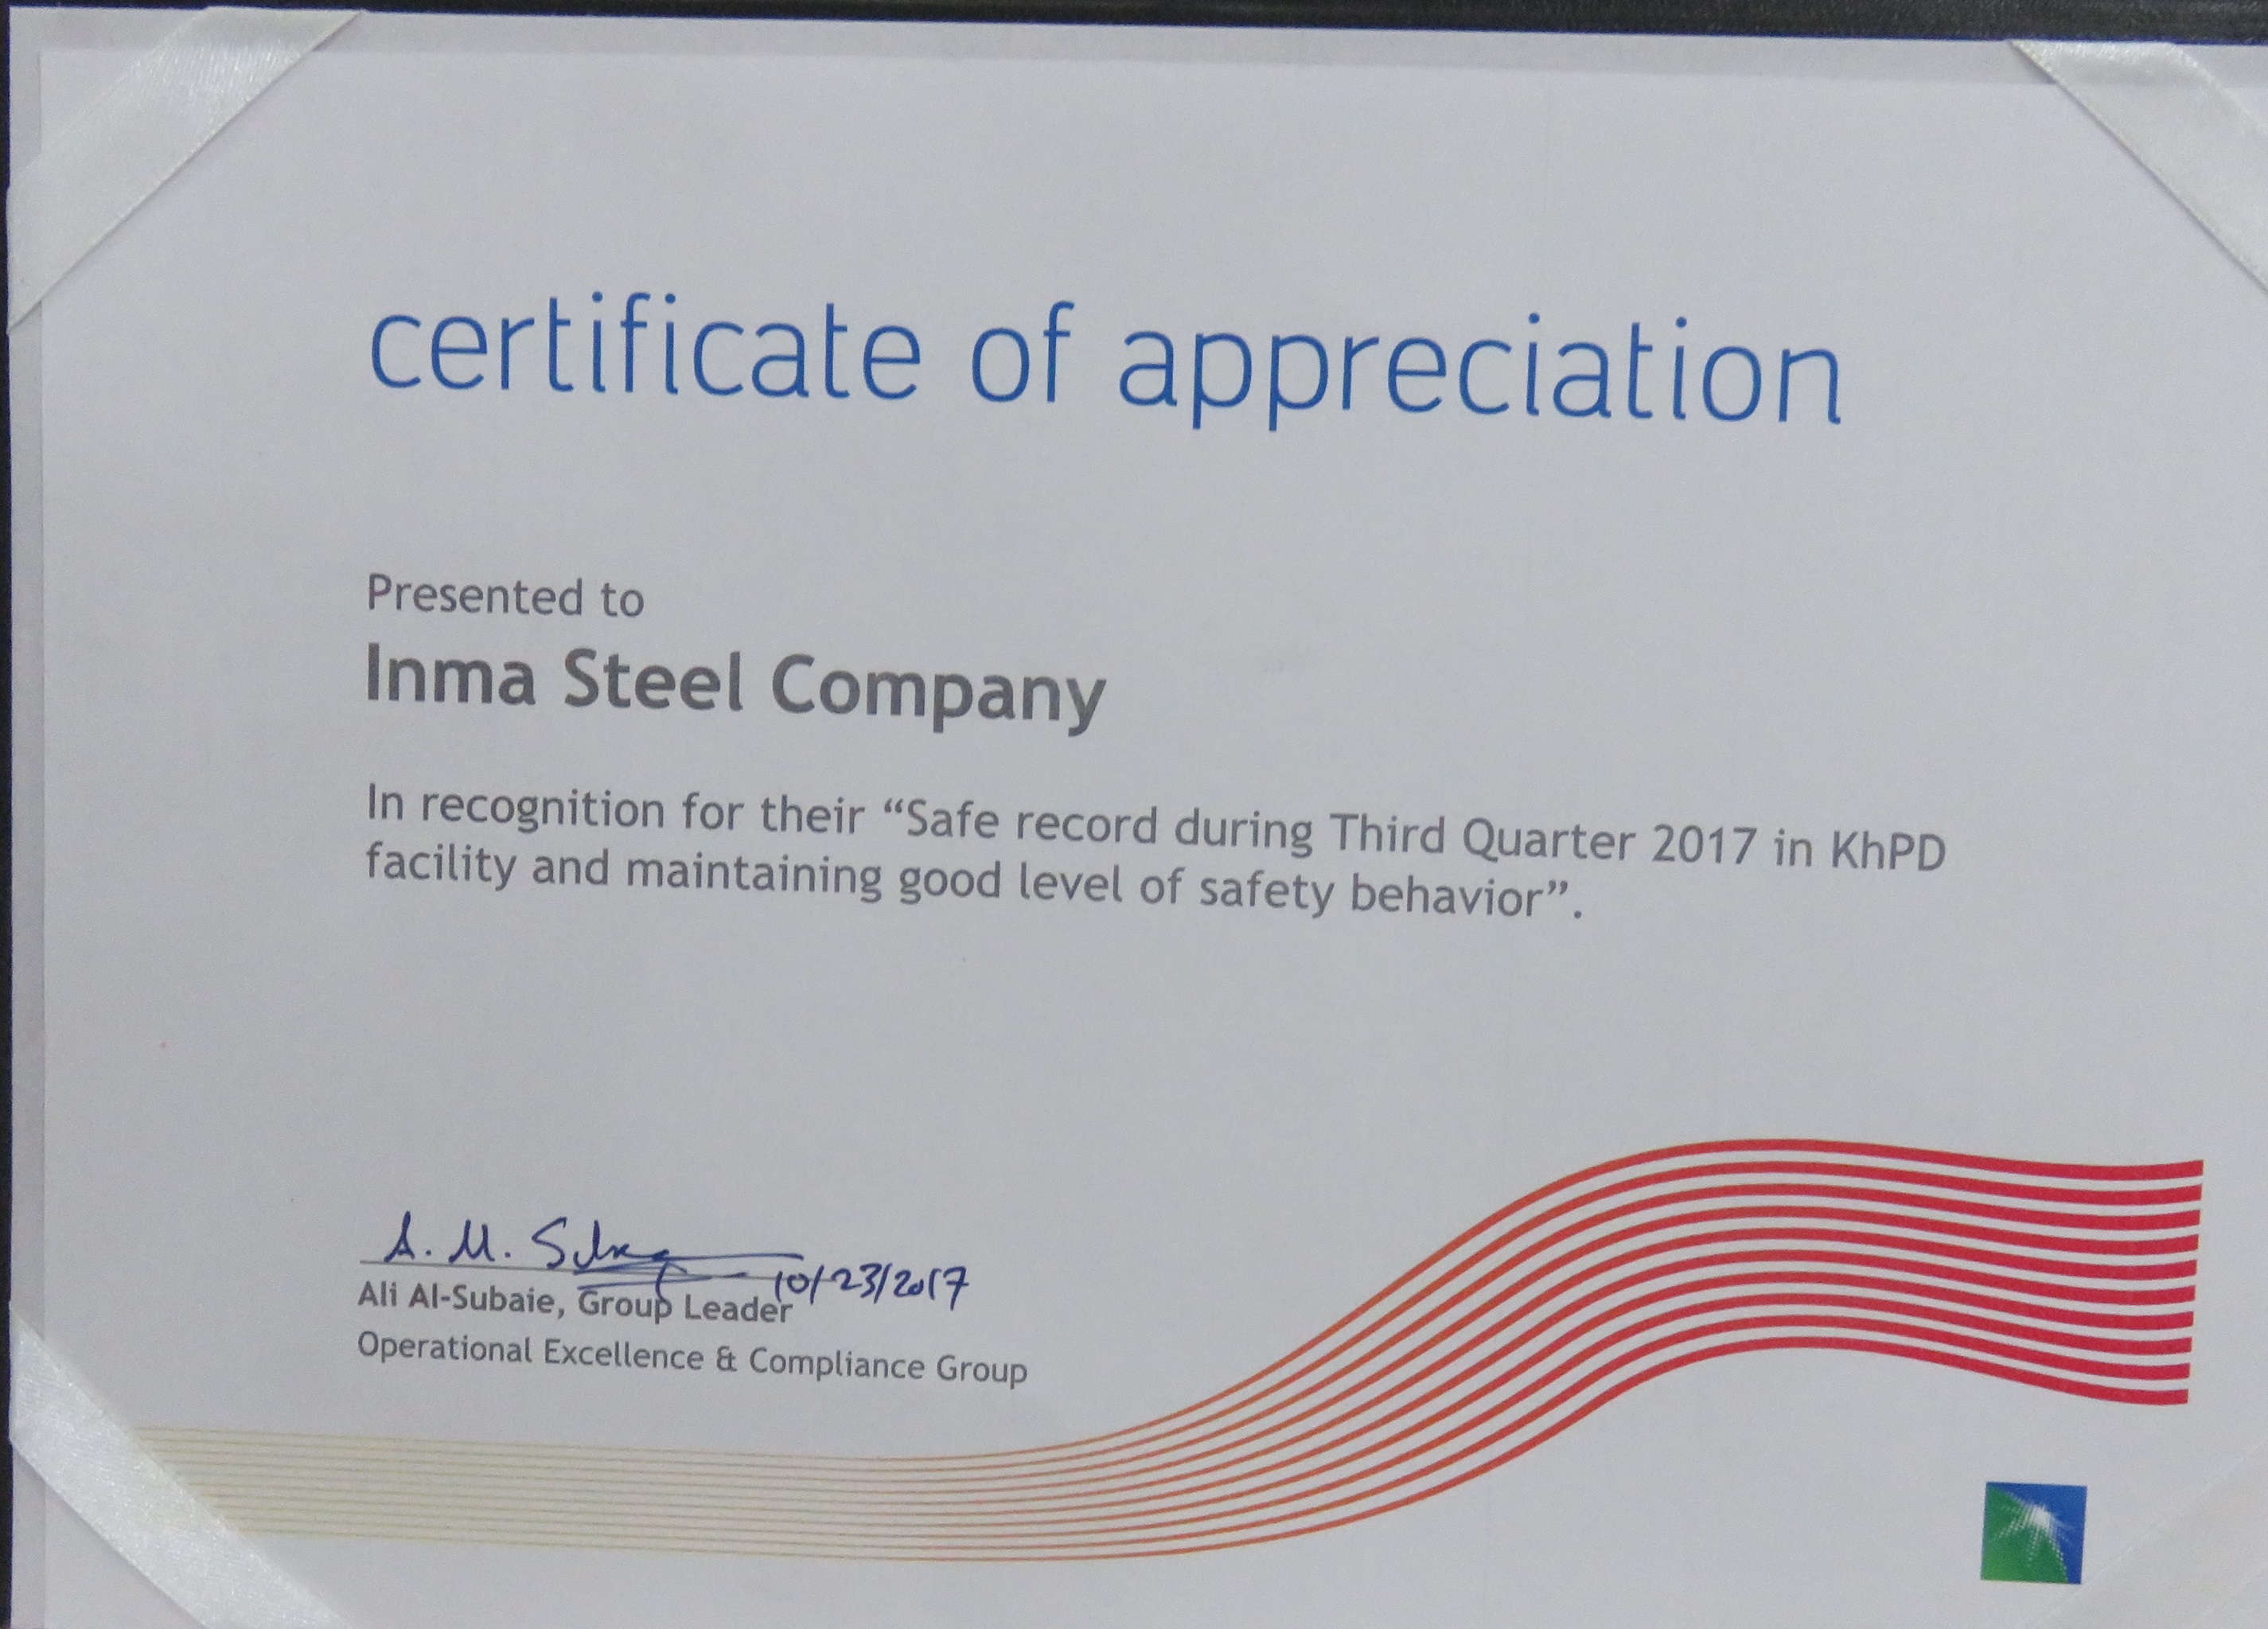 certificate of appreciation
Presented to
Inma Steel Company
In recognition for their “Safe record during Third Quarter 2017 in KhPD
facility and maintaining good level of safety behavior”.
A. M. Subaie 10/23/2017
Ali Al-Subaie, Group Leader
Operational Excellence & Compliance Group